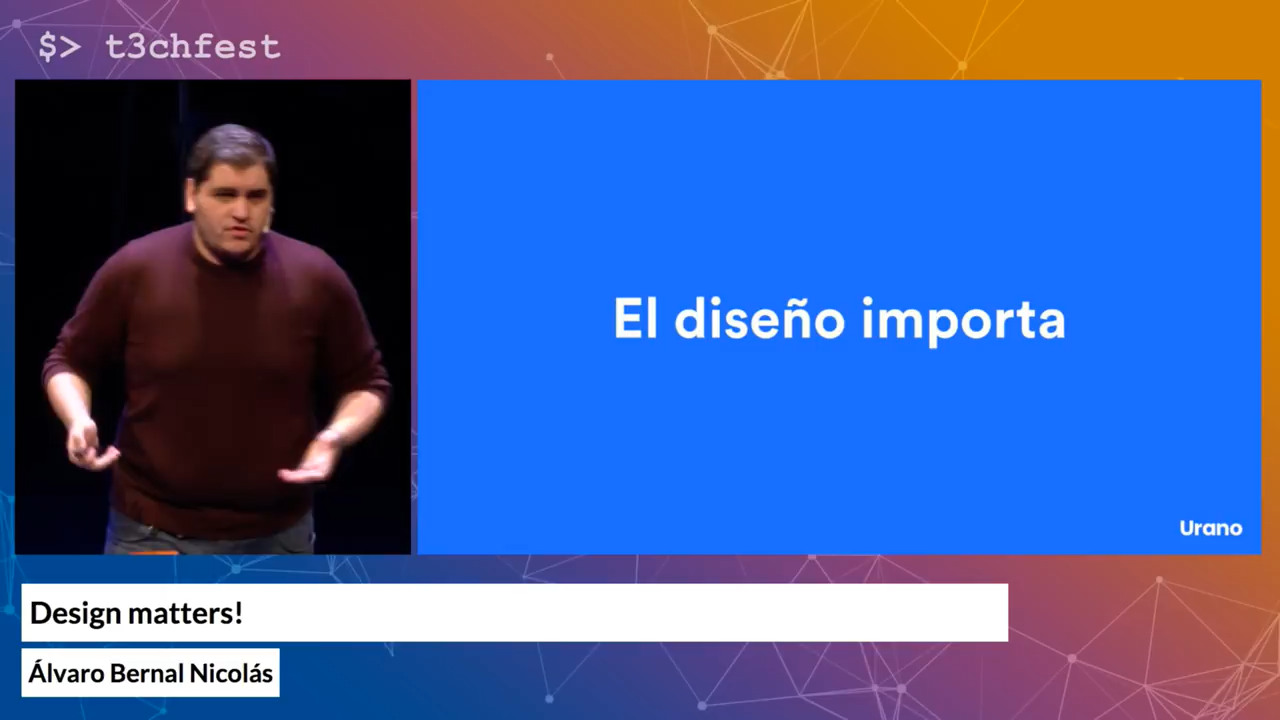 $> t3chfest
El diseño importa
Urano
Design matters!
Álvaro Bernal Nicolás